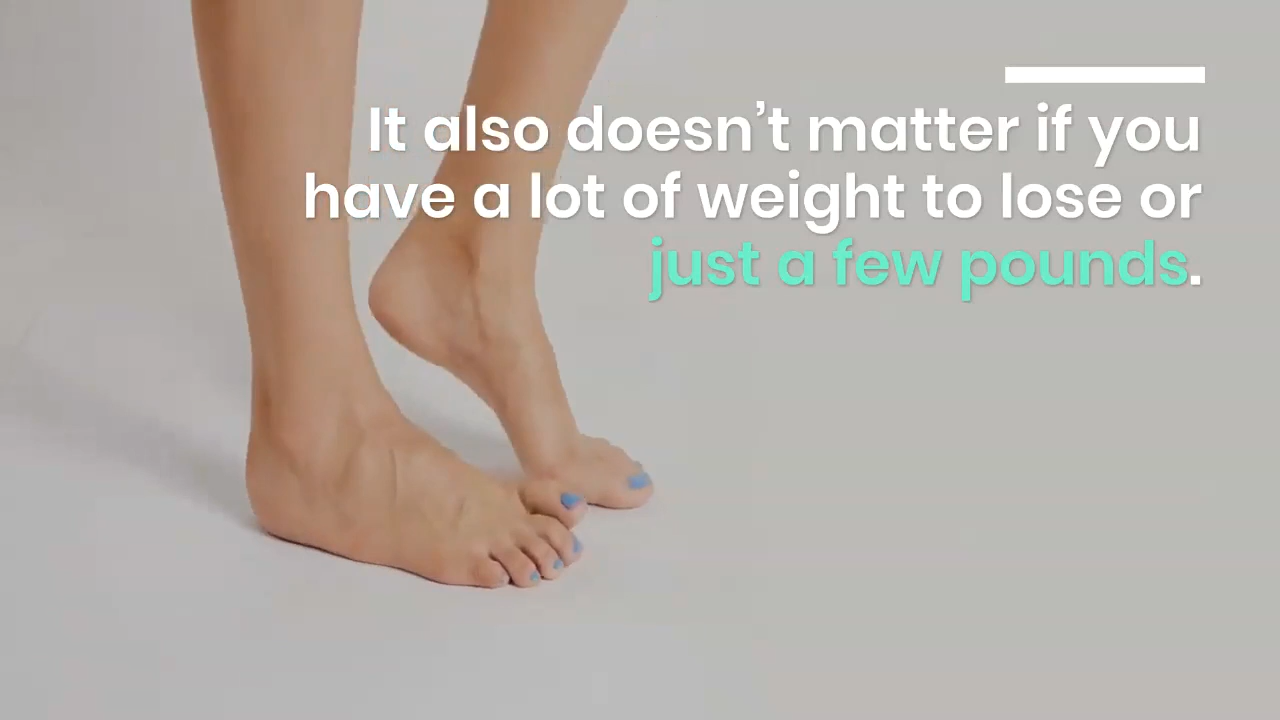 It also doesn’t matter if you
have a lot of weight to lose or
just a few pounds.